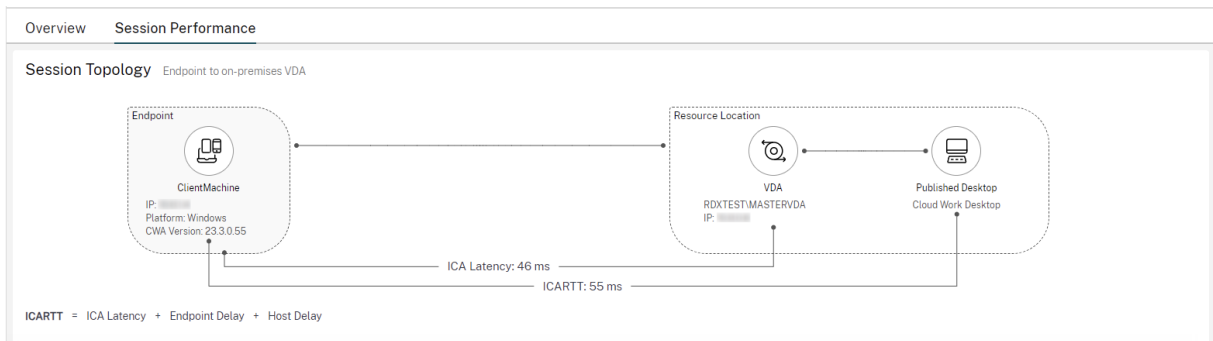 Overview Session Performance
Session Topology Endpoint to on-premises VDA
Endpoint
ClientMachine
IP:
Platform: Windows
CWA Version: 23.3.0.55
Resource Location
VDA
RDXTEST\MASTERVDA
IP:
Published Desktop
Cloud Work Desktop
ICA Latency: 46 ms
ICARTT: 55 ms
ICARTT = ICA Latency + Endpoint Delay + Host Delay